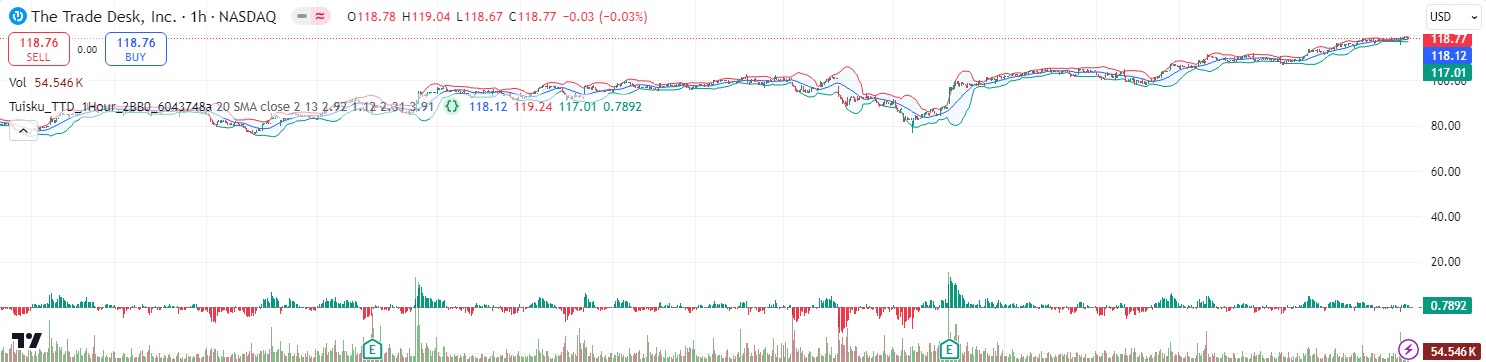 The Trade Desk, Inc. · 1h · NASDAQ O118.78 H119.04 L118.67 C118.77 −0.03 (−0.03%)
USD
118.76 SELL
0.00
118.76 BUY
Vol 54.546 K
Tuisku_TTD_1Hour_2BB0_6043748a 20 SMA close 2 13 2.92 1.12 2.31 3.91 118.12 119.24 117.01 0.7892
118.77
118.12
117.01
100.00
80.00
60.00
40.00
20.00
0.7892
E
E
54.546 K